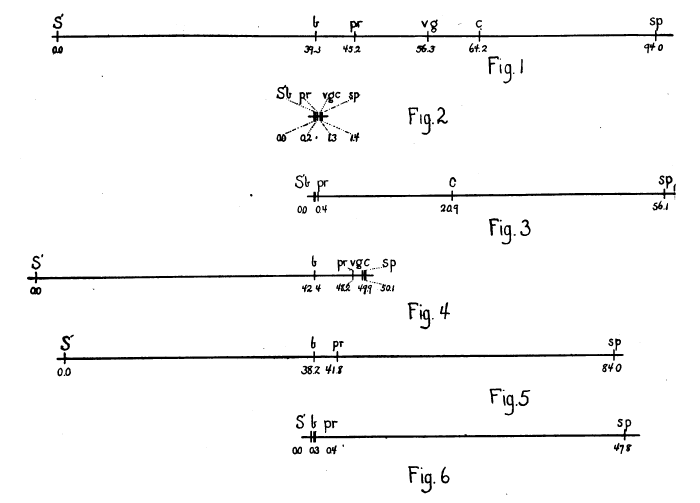 S' b pr vg c sp
0.0 39.3 45.2 56.3 64.2 94.0
Fig. 1
S'b pr vgc sp
0.0 0.2 1.3 1.4
Fig. 2
S'b pr c sp
0.0 0.4 20.9 56.1
Fig. 3
S' b pr vg c sp
0.0 42.4 48.2 49.9 50.1
Fig. 4
S' b pr sp
0.0 38.2 41.8 84.0
Fig. 5
S' b pr sp
0.0 0.3 0.4 47.8
Fig. 6